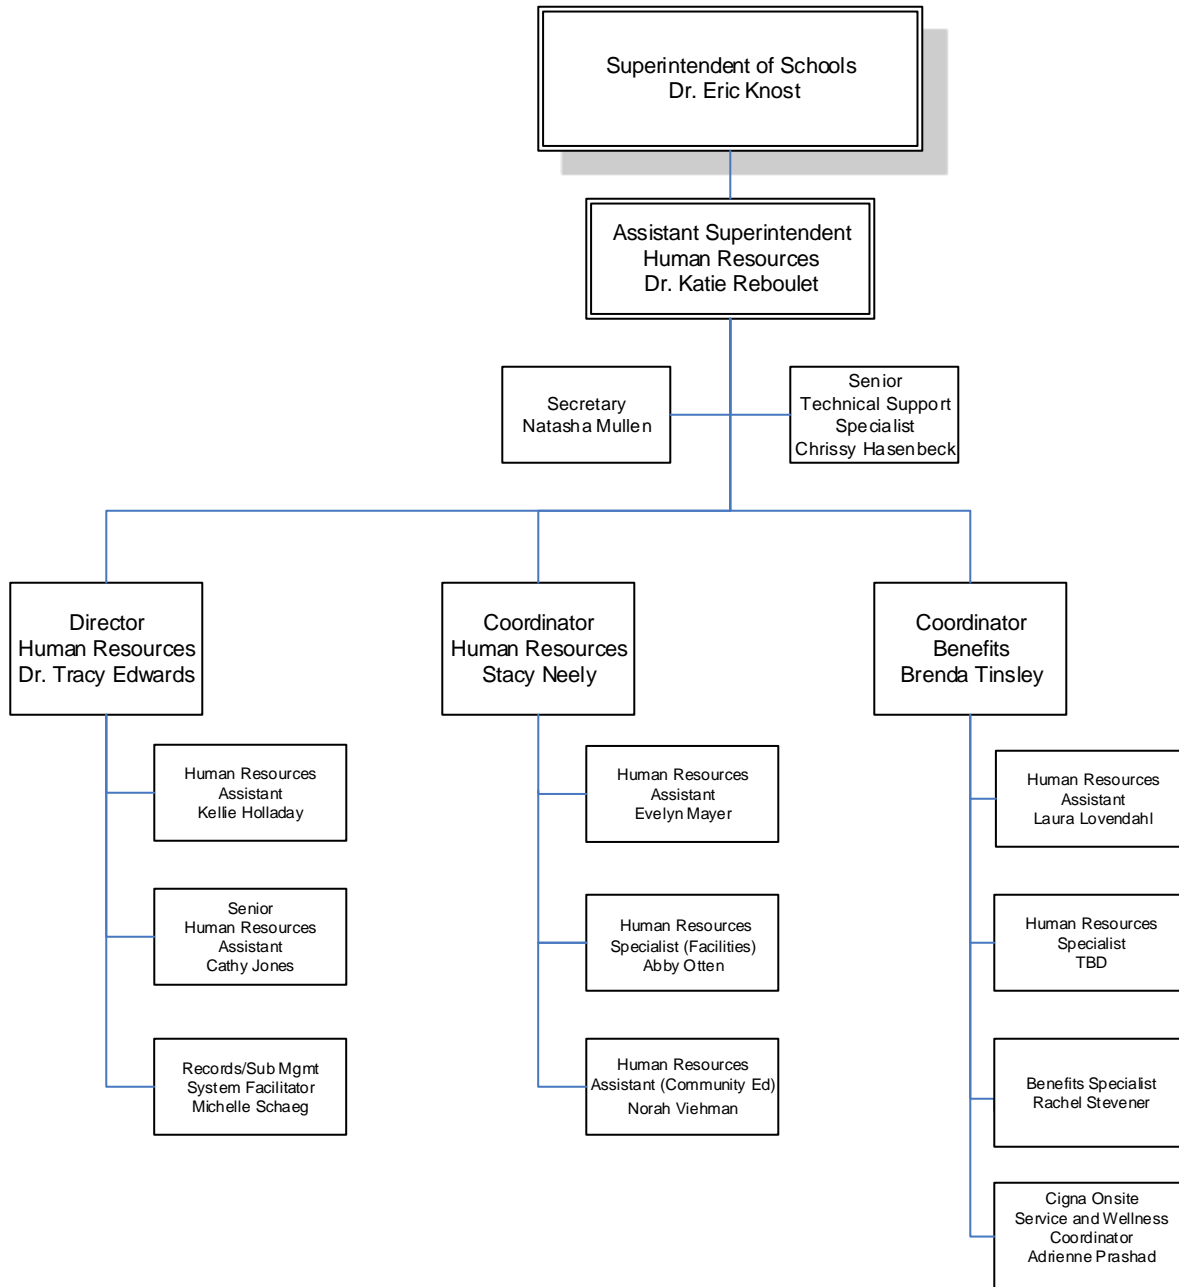 Superintendent of Schools
Dr. Eric Knost
Assistant Superintendent
Human Resources
Dr. Katie Reboulet
Secretary
Natasha Mullen
Senior
Technical Support
Specialist
Chrissy Hasenbeck
Director
Human Resources
Dr. Tracy Edwards
Human Resources
Assistant
Kellie Holladay
Senior
Human Resources
Assistant
Cathy Jones
Records/Sub Mgmt
System Facilitator
Michelle Schaeg
Coordinator
Human Resources
Stacy Neely
Human Resources
Assistant
Evelyn Mayer
Human Resources
Specialist (Facilities)
Abby Otten
Human Resources
Assistant (Community Ed)
Norah Viehman
Coordinator
Benefits
Brenda Tinsley
Human Resources
Assistant
Laura Lovendahl
Human Resources
Specialist
TBD
Benefits Specialist
Rachel Stevener
Cigna Onsite
Service and Wellness
Coordinator
Adrienne Prashad